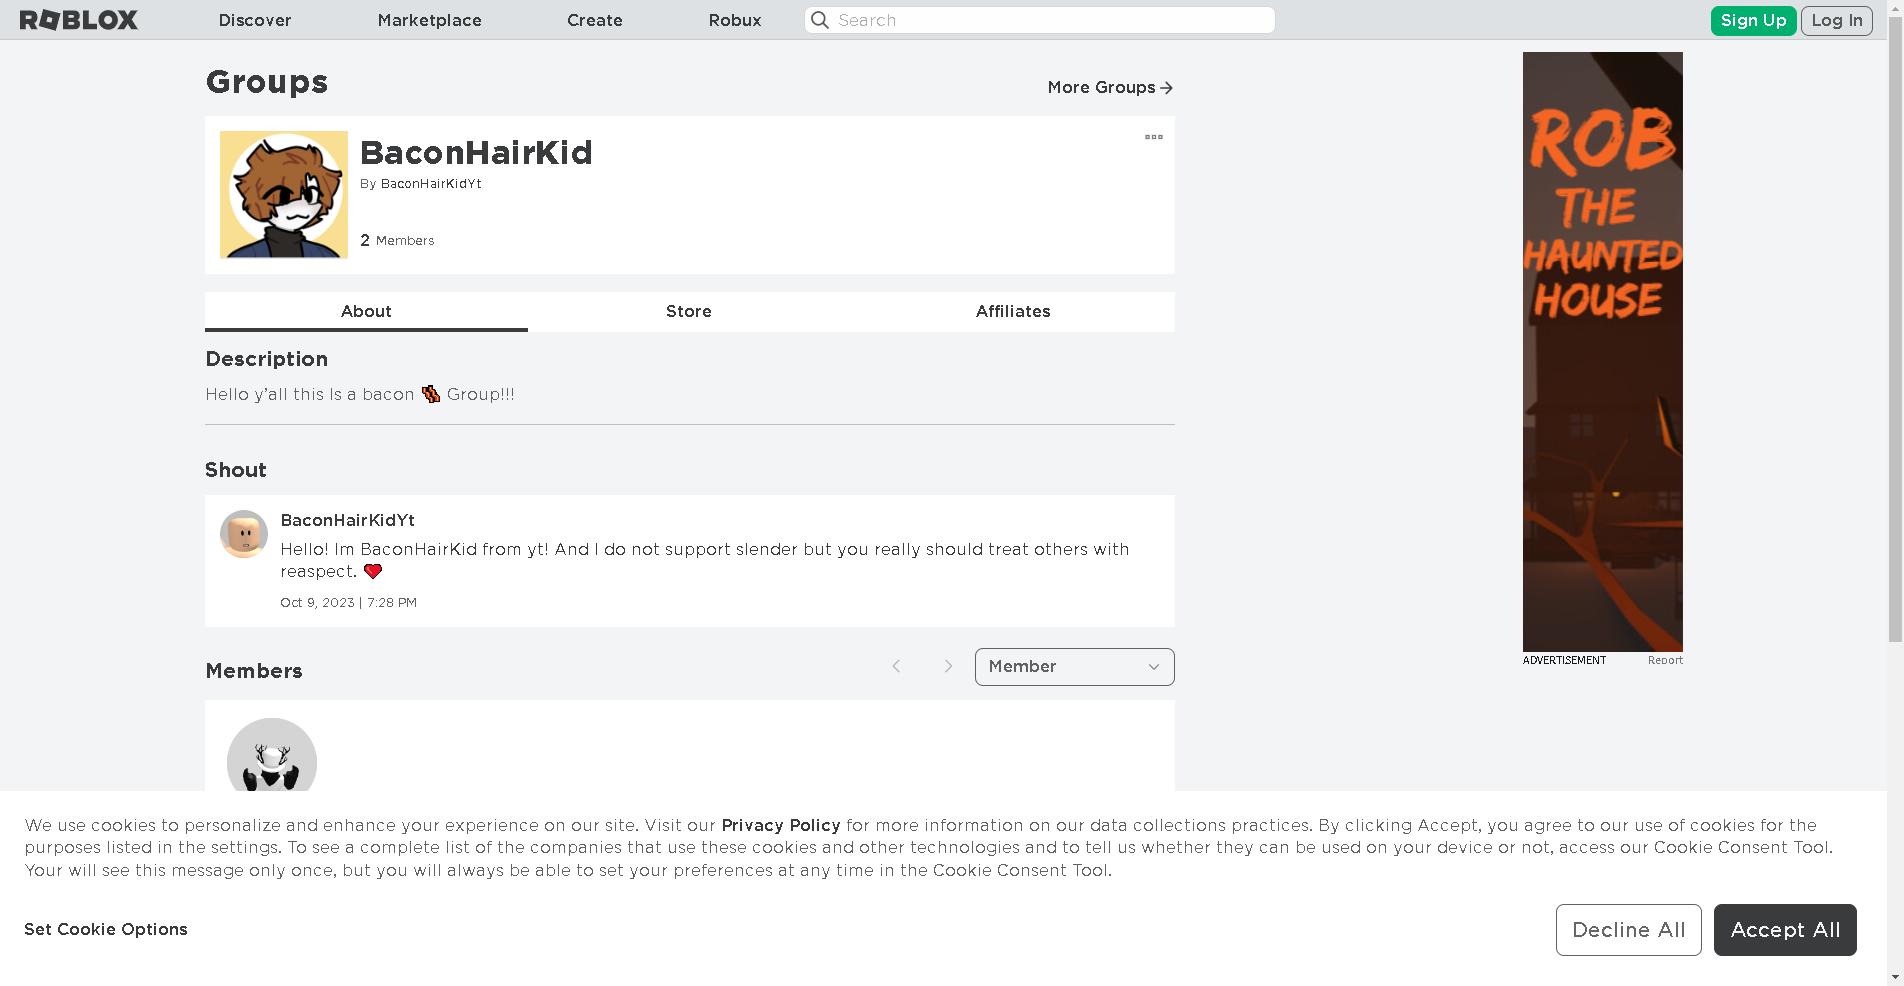 ROBLOX Discover Marketplace Create Robux Search Sign Up Log In
Groups
More Groups
BaconHairKid
By BaconHairKidYt
2 Members
About Store Affiliates
Description
Hello y'all this Is a bacon 🥓 Group!!!
Shout
BaconHairKidYt
Hello! Im BaconHairKid from yt! And I do not support slender but you really should treat others with
reaspect. ❤️
Oct 9, 2023 | 7:28 PM
Members
Member
ROB
THE
HAUNTED
HOUSE
ADVERTISEMENT Report
We use cookies to personalize and enhance your experience on our site. Visit our Privacy Policy for more information on our data collections practices. By clicking Accept, you agree to our use of cookies for the
purposes listed in the settings. To see a complete list of the companies that use these cookies and other technologies and to tell us whether they can be used on your device or not, access our Cookie Consent Tool.
Your will see this message only once, but you will always be able to set your preferences at any time in the Cookie Consent Tool.
Set Cookie Options
Decline All
Accept All